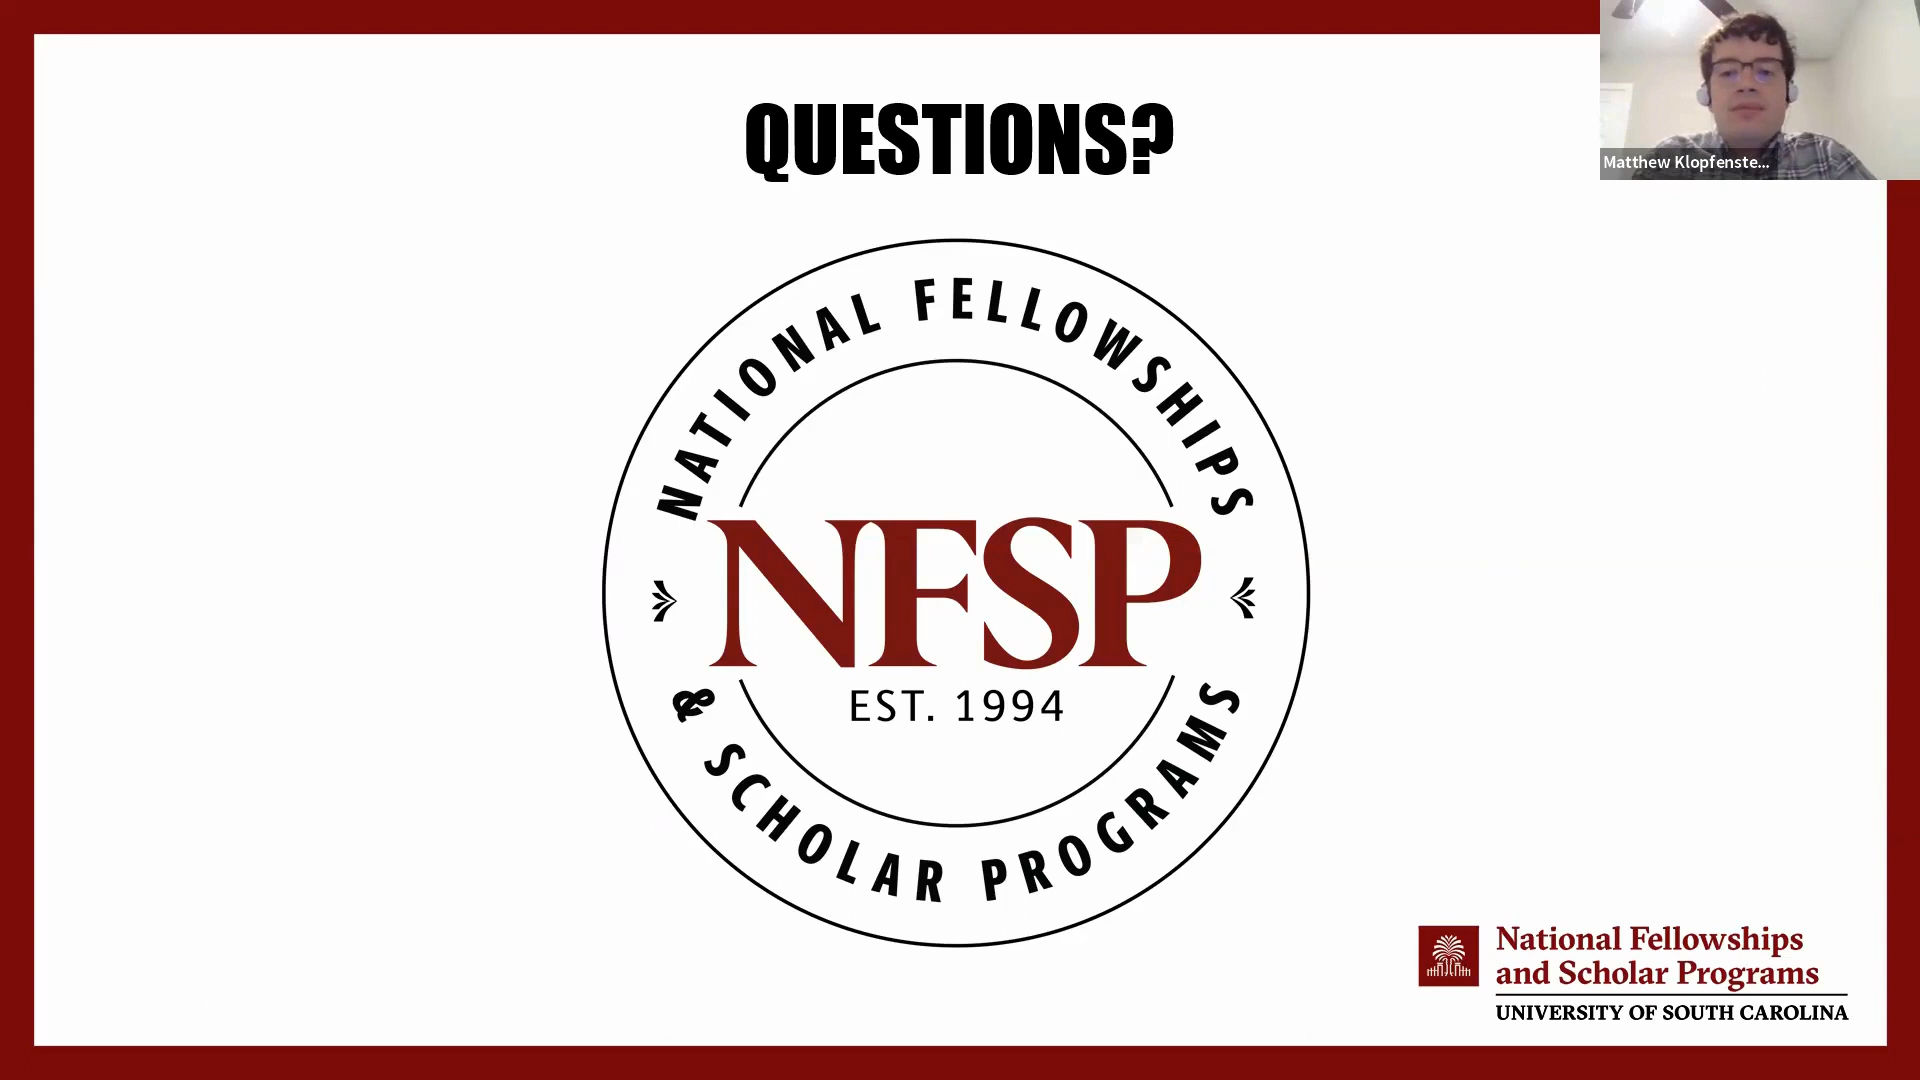 QUESTIONS?
Matthew Klopfenste...
NATIONAL FELLOWSHIPS
NFSP
EST. 1994
& SCHOLAR PROGRAMS
National Fellowships
and Scholar Programs
UNIVERSITY OF SOUTH CAROLINA